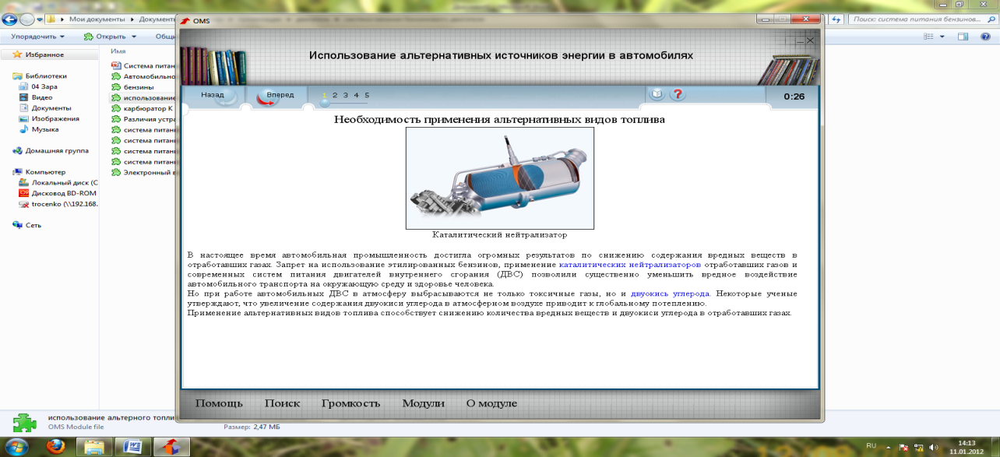 Мои документы ▸ Документы
OMS
Поиск: система питания бензинов...
Упорядочить
Открыть
Избранное
Имя
Библиотеки
04 Зара
Видео
Документы
Изображения
Музыка
Домашняя группа
Компьютер
Локальный диск (C
Дисковод BD-ROM
trocenko (\\192.168.
Сеть
Система питан
Автомобильно
бензины
использование
карбюратор К
Различия устра
система питани
система питани
система питани
система питани
Электронный в
Использование альтернативных источников энергии в автомобилях
Назад
Вперед
1 2 3 4 5
0:26
Необходимость применения альтернативных видов топлива
Каталитический нейтрализатор
В настоящее время автомобильная промышленность достигла огромных результатов по снижению содержания вредных веществ в
отработавших газах. Запрет на использование этилированных бензинов, применение каталитических нейтрализаторов отработавших газов и
современных систем питания двигателей внутреннего сгорания (ДВС) позволили существенно уменьшить вредное воздействие
автомобильного транспорта на окружающую среду и здоровье человека.
Но при работе автомобильных ДВС в атмосферу выбрасываются не только токсичные газы, но и двуокись углерода. Некоторые ученые
утверждают, что увеличение содержания двуокиси углерода в атмосферном воздухе приводит к глобальному потеплению.
Применение альтернативных видов топлива способствует снижению количества вредных веществ и двуокиси углерода в отработавших газах.
Помощь Поиск Громкость Модули О модуле
использование альтерного топли
OMS Module file
Размер: 2,47 МБ
RU
14:13
11.01.2012